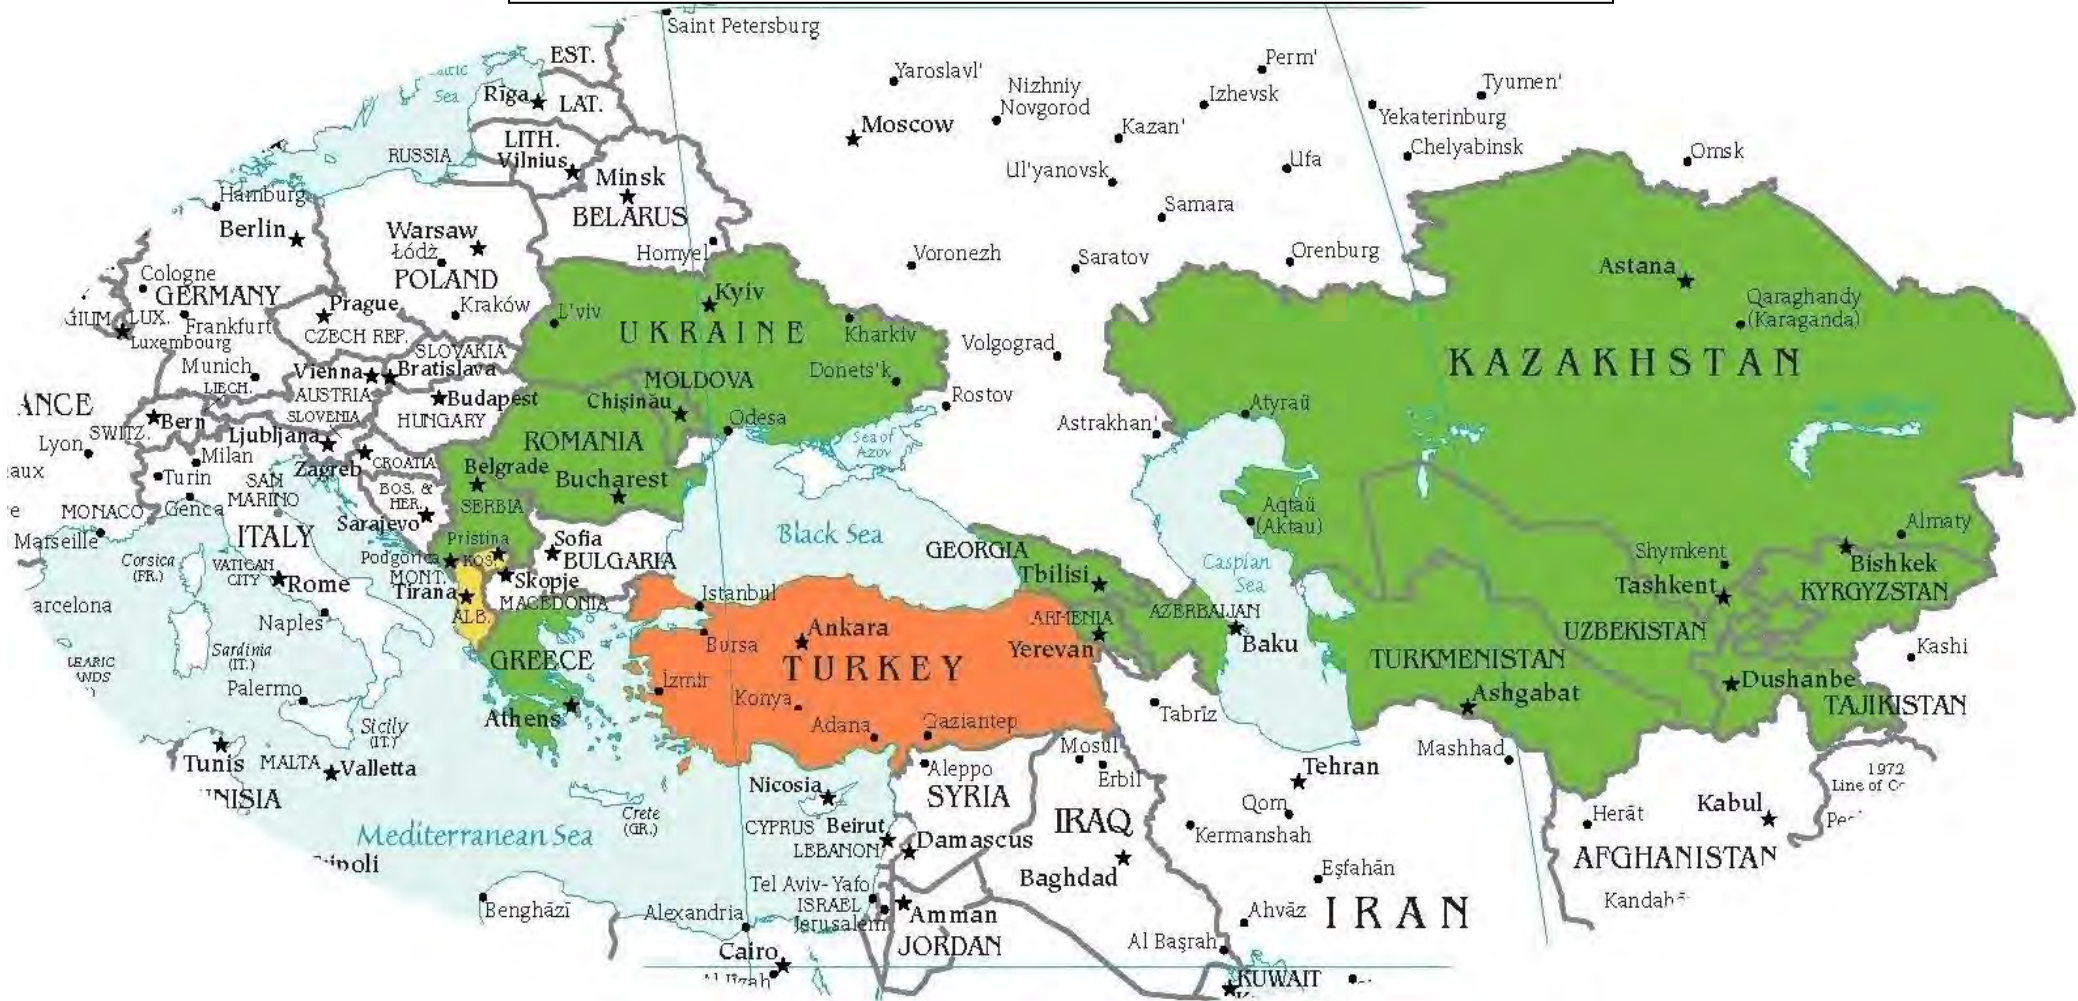 Saint Petersburg
EST.
Perm'
Yaroslavl'
Tyumen'
Nizhniy
Novgorod
Izhevsk
Sea
Rīga
LAT.
Yekaterinburg
Moscow
Kazan'
LITH.
Vilnius
Chelyabinsk
Omsk
RUSSIA
Ufa
Ul'yanovsk
Minsk
Hamburg
Samara
BELARUS
Berlin
Warsaw
Łódź
Homyel
Voronezh
Saratov
Orenburg
Astana
Cologne
POLAND
GERMANY
Kyiv
Qaraghandy
(Karaganda)
Prague
Kraków
L'viv
LUX.
Frankfurt
UKRAINE
Kharkiv
CZECH REP.
Luxembourg
Volgograd
SLOVAKIA
KAZAKHSTAN
Munich
Vienna
Bratislava
Donets'k
LIECH.
MOLDOVA
AUSTRIA
Budapest
Chișinău
Rostov
Atyraū
SLOVENIA
HUNGARY
Odesa
Bern
SWITZ.
Astrakhan'
Ljubljana
ROMANIA
Sea of
Azov
Lyon
Milan
Zagreb
CROATIA
Belgrade
Bucharest
Turin
SAN
MARINO
BOS. &
HER.
SERBIA
Aqtaū
(Aktau)
MONACO
Genoa
Sarajevo
Almaty
Marseille
ITALY
Pristina
Sofia
Black Sea
GEORGIA
Shymkent
Corsica
(FR.)
VATICAN
CITY
Podgorica
KOS.
BULGARIA
Caspian
Sea
Bishkek
Rome
MONT.
Skopje
Tbilisi
Tashkent
Tirana
MACEDONIA
Istanbul
KYRGYZSTAN
ALB.
ARMENIA
AZERBAIJAN
Naples
Ankara
UZBEKISTAN
Bursa
Yerevan
Baku
Kashi
Sardinia
(IT.)
GREECE
TURKEY
TURKMENISTAN
Palermo
İzmir
Konya
Ashgabat
Dushanbe
Athens
Adana
Gaziantep
Tabrīz
TAJIKISTAN
Sicily
(IT.)
Mosul
Mashhad
Tunis
MALTA
Valletta
Aleppo
Erbil
Tehran
1972
Nicosia
SYRIA
Qom
Herāt
Kabul
Crete
(GR.)
CYPRUS
Beirut
IRAQ
Kermanshah
Mediterranean Sea
LEBANON
Damascus
AFGHANISTAN
Baghdad
Eşfahān
Tel Aviv-Yafo
ISRAEL
Benghāzī
Alexandria
Jerusalem
Amman
Ahvāz
IRAN
JORDAN
Al Başrah
Cairo
KUWAIT